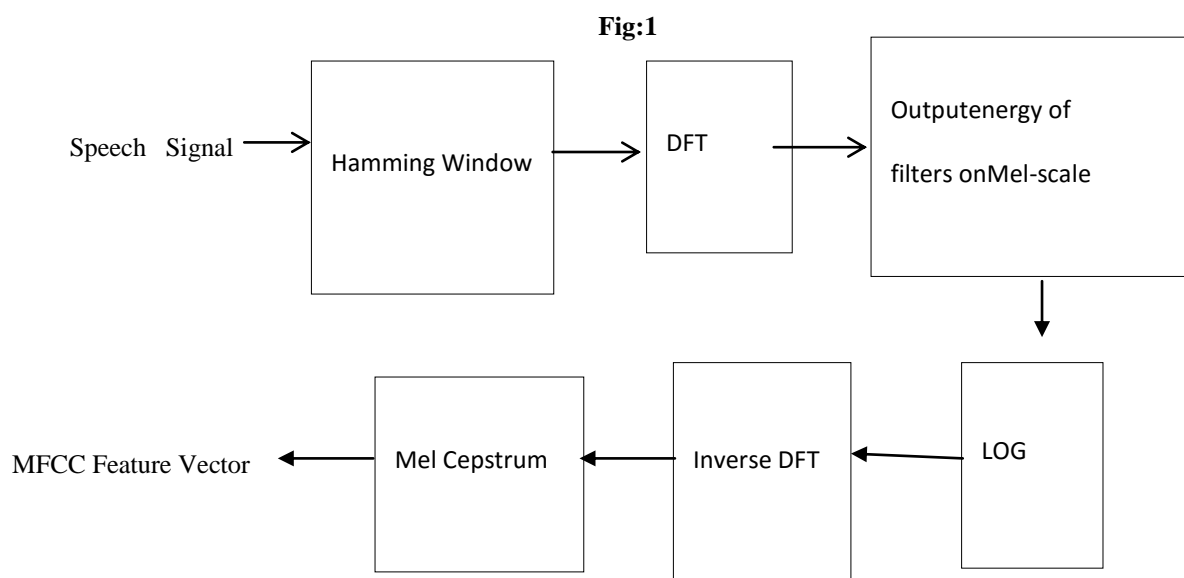 Fig:1
Speech Signal
Hamming Window
DFT
Outputenergy of
filters onMel-scale
LOG
Inverse DFT
Mel Cepstrum
MFCC Feature Vector